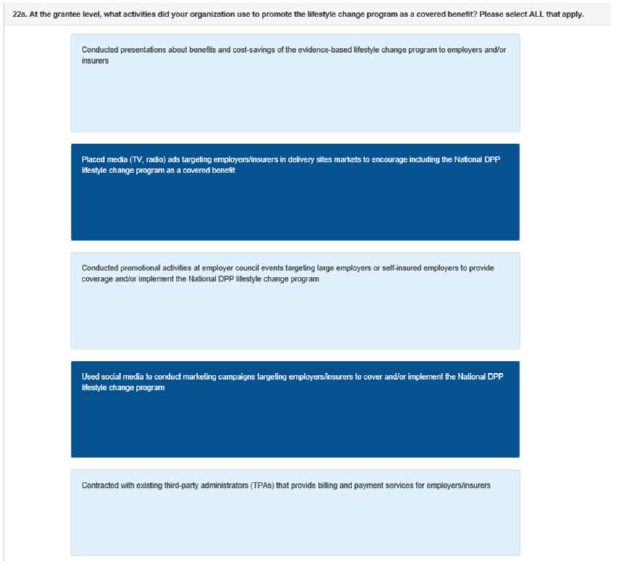 22a. At the grantee level, what activities did your organization use to promote the lifestyle change program as a covered benefit? Please select ALL that apply.
Conducted presentations about benefits and cost-savings of the evidence-based lifestyle change program to employers and/or
insurers
Placed media (TV, radio) ads targeting employers/insurers in delivery sites markets to encourage including the National DPP
lifestyle change program as a covered benefit
Conducted promotional activities at employer council events targeting large employers or self-insured employers to provide
coverage and/or implement the National DPP lifestyle change program
Used social media to conduct marketing campaigns targeting employers/insurers to cover and/or implement the National DPP
lifestyle change program
Contracted with existing third-party administrators (TPAs) that provide billing and payment services for employers/insurers